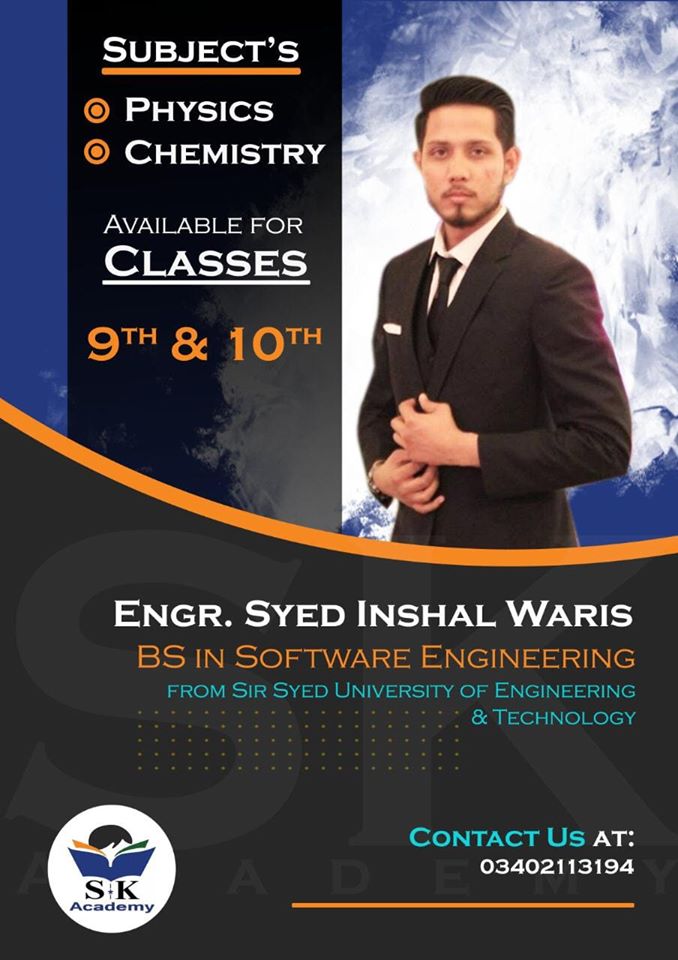 SUBJECT'S
PHYSICS
CHEMISTRY
AVAILABLE FOR
CLASSES
9TH & 10TH
ENGR. SYED INSHAL WARIS
BS IN SOFTWARE ENGINEERING
FROM SIR SYED UNIVERSITY OF ENGINEERING
& TECHNOLOGY
CONTACT US AT:
03402113194
SK
Academy
SK
ACADEMY